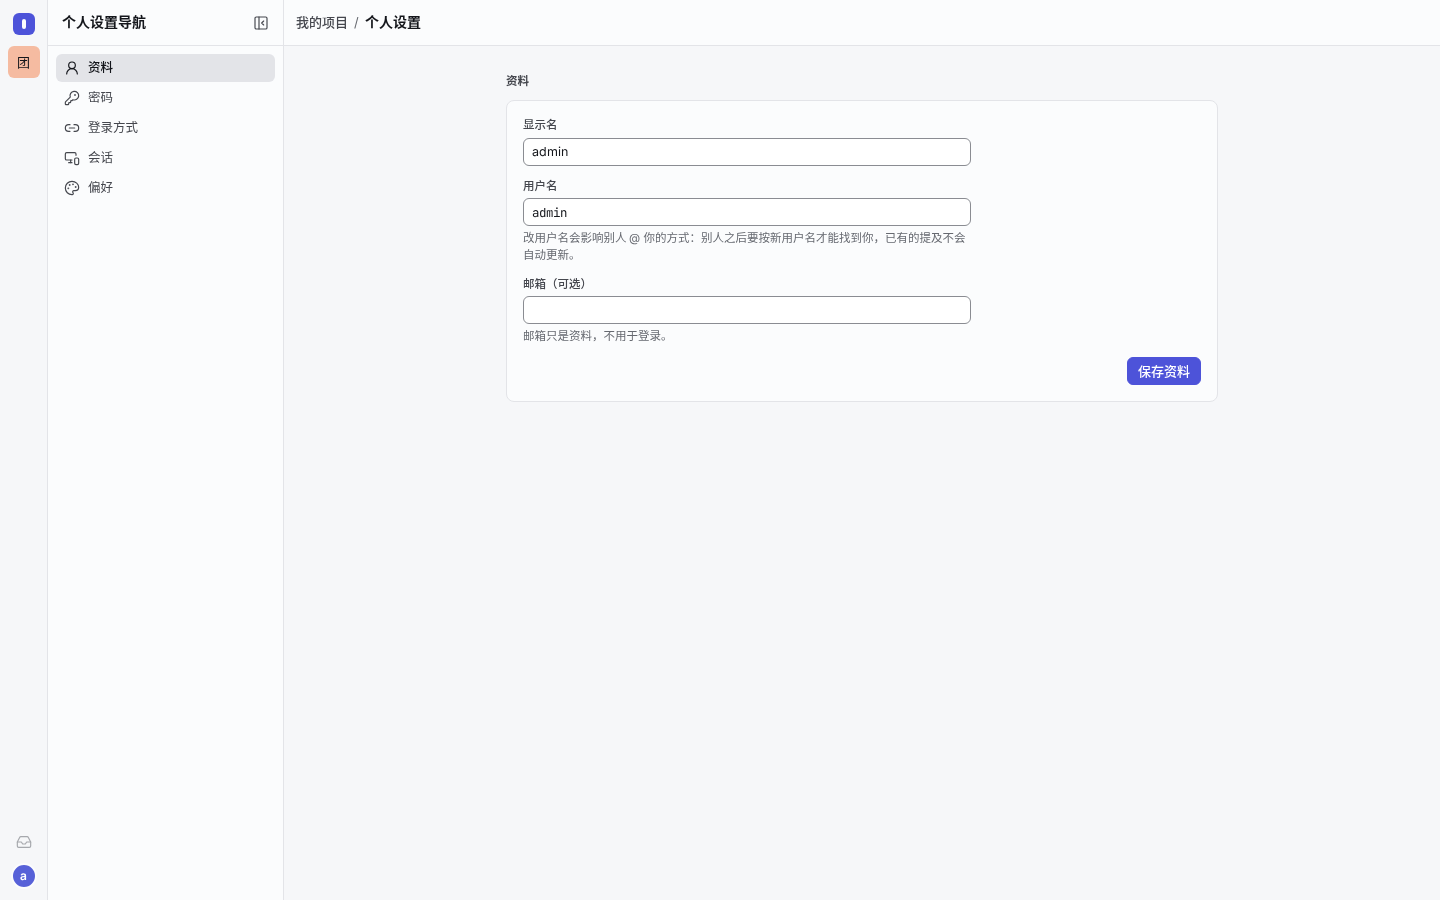 个人设置导航
我的项目 / 个人设置
团
资料
密码
登录方式
会话
偏好
资料
显示名
admin
用户名
admin
改用户名会影响别人 @ 你的方式：别人之后要按新用户名才能找到你，已有的提及不会
自动更新。
邮箱（可选）
邮箱只是资料，不用于登录。
保存资料
a